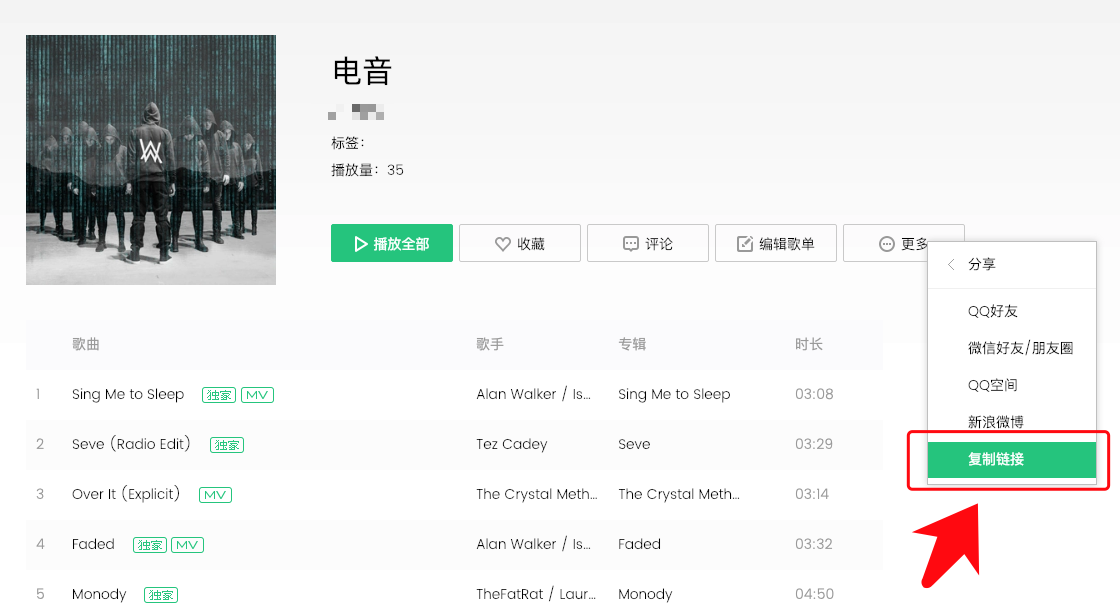 电音
标签：
播放量：35
播放全部 收藏 评论 编辑歌单 更多
分享
QQ好友
微信好友/朋友圈
QQ空间
新浪微博
复制链接
歌曲 歌手 专辑 时长
1 Sing Me to Sleep 独家 MV Alan Walker / Is... Sing Me to Sleep 03:08
2 Seve (Radio Edit) 独家 Tez Cadey Seve 03:29
3 Over It (Explicit) MV The Crystal Meth... The Crystal Meth... 03:14
4 Faded 独家 MV Alan Walker / Is... Faded 03:32
5 Monody 独家 TheFatRat / Laur... Monody 04:50